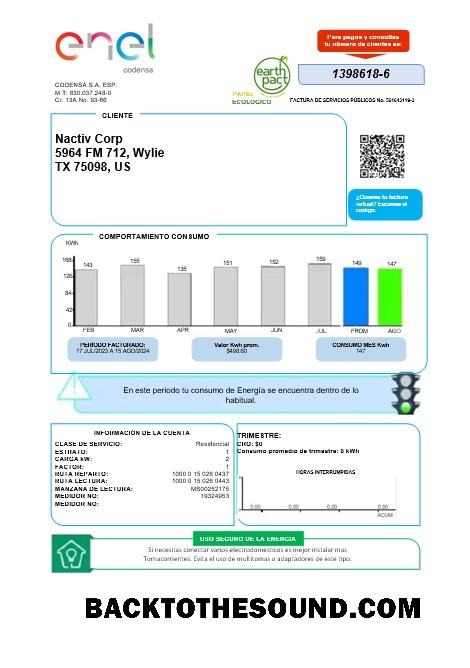 enel
codensa
CODENSA S.A. ESP.
M T: 830.037.248-0
Cr. 13A No. 93-66
earth pact
PAPEL
ECOLÓGICO
Para pagos y consultas
tu número de clientes es:
1398618-6
FACTURA DE SERVICIOS PÚBLICOS No.
CLIENTE
Nactiv Corp
5964 FM 712, Wylie
TX 75098, US
¿Quieres tu factura
virtual? Escanea el
código.
COMPORTAMIENTO CONSUMO
KWh
168
126
84
42
0
143 155 135 151 152 159 149 147
FEB MAR APR MAY JUN JUL PROM AGO
PERÍODO FACTURADO:
17 JUL/2023 A 15 AGO/2024
Valor Kwh prom.
$498.60
CONSUMO MES Kwh
147
En este periodo tu consumo de Energía se encuentra dentro de lo
habitual.
INFORMACIÓN DE LA CUENTA
CLASE DE SERVICIO: Residencial
ESTRATO: 1
CARGA kW: 2
FACTOR: 1
RUTA REPARTO: 1000 0 15 026 0437
RUTA LECTURA: 1000 0 15 026 0443
MANZANA DE LECTURA: MS00252175
MEDIDOR NO: 19324953
MEDIDOR NO:
TRIMESTRE:
CRO: $0
Consumo promedio de trimestre: 0 kWh
HORAS INTERRUMPIDAS
0.00 0.00 0.00 0.00
ACUM
USO SEGURO DE LA ENERGÍA
Si necesitas conectar varios electrodomésticos es mejor instalar mas
Tomacorrientes. Evita el uso de multitomas o adaptadores de este tipo.
BACKTOTHESOUND.COM